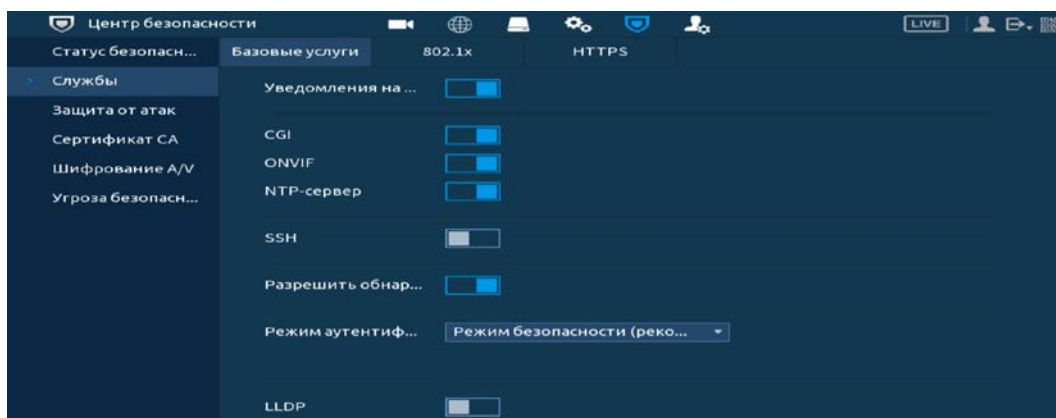 Центр безопасности
LIVE
Статус безопасн...
Службы
Защита от атак
Сертификат CA
Шифрование A/V
Угроза безопасн...
Базовые услуги
802.1x
HTTPS
Уведомления на ...
CGI
ONVIF
NTP-сервер
SSH
Разрешить обнар...
Режим аутентиф...
Режим безопасности (реко...
LLDP